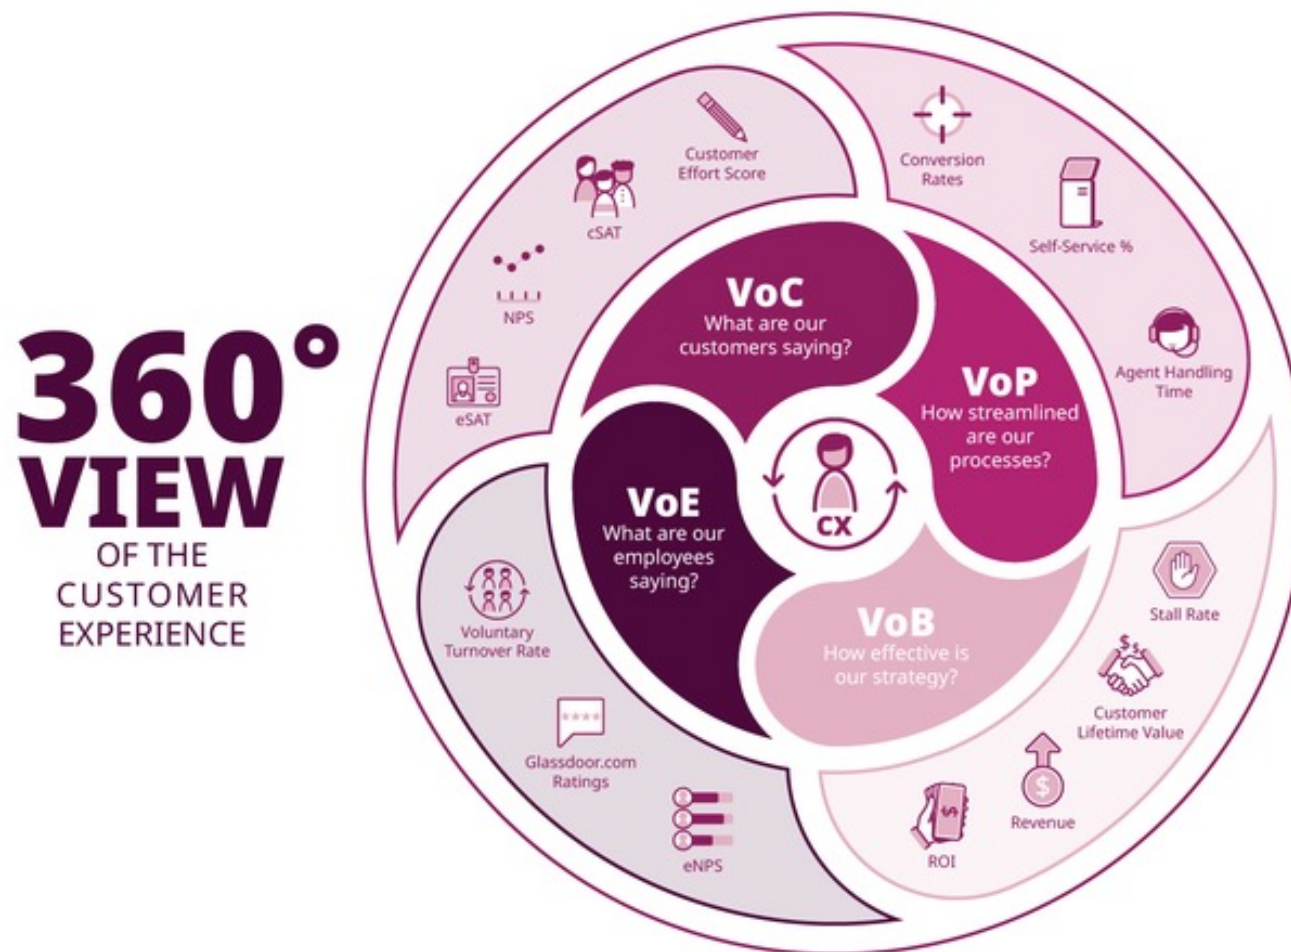 360°
VIEW
OF THE
CUSTOMER
EXPERIENCE
Customer
Effort Score
cSAT
NPS
eSAT
VoC
What are our
customers saying?
Conversion
Rates
Self-Service %
Agent Handling
Time
VoP
How streamlined
are our
processes?
CX
VoE
What are our
employees
saying?
Voluntary
Turnover Rate
Glassdoor.com
Ratings
eNPS
VoB
How effective is
our strategy?
Stall Rate
$ $ $
Customer
Lifetime Value
$
Revenue
$
ROI